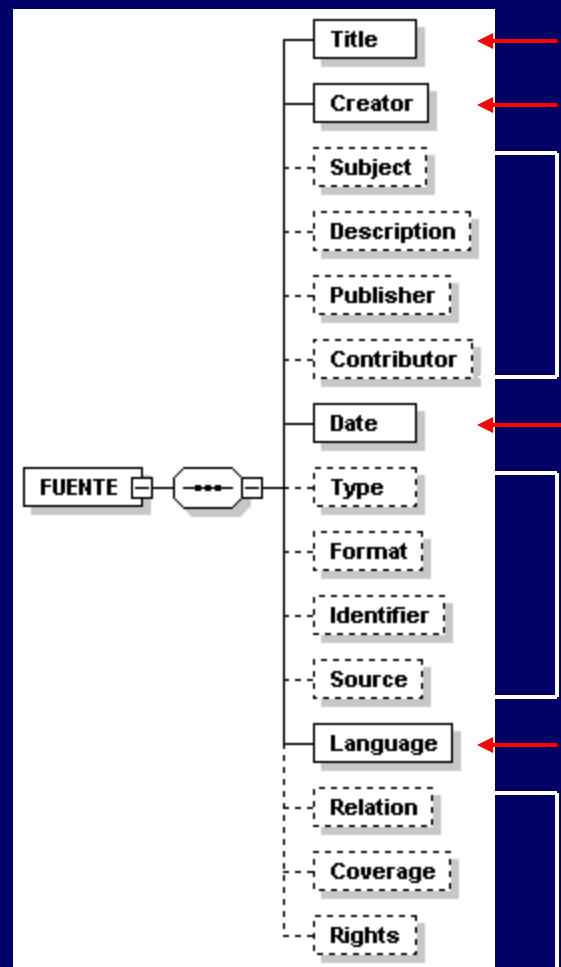 Title
Creator
Subject
Description
Publisher
Contributor
Date
FUENTE
Type
Format
Identifier
Source
Language
Relation
Coverage
Rights